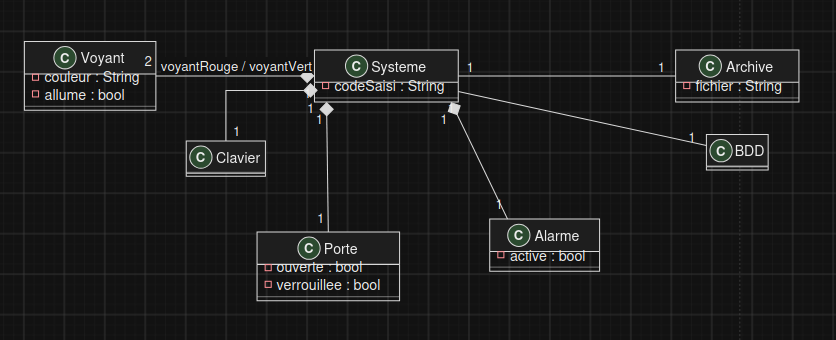 C Voyant 2
couleur : String
allume : bool
voyantRouge / voyantVert
C Systeme
codeSaisi : String
1
1
C Archive
fichier : String
1
C BDD
1
1
1
1
C Clavier
1
C Porte
ouverte : bool
verrouillee : bool
1
C Alarme
active : bool